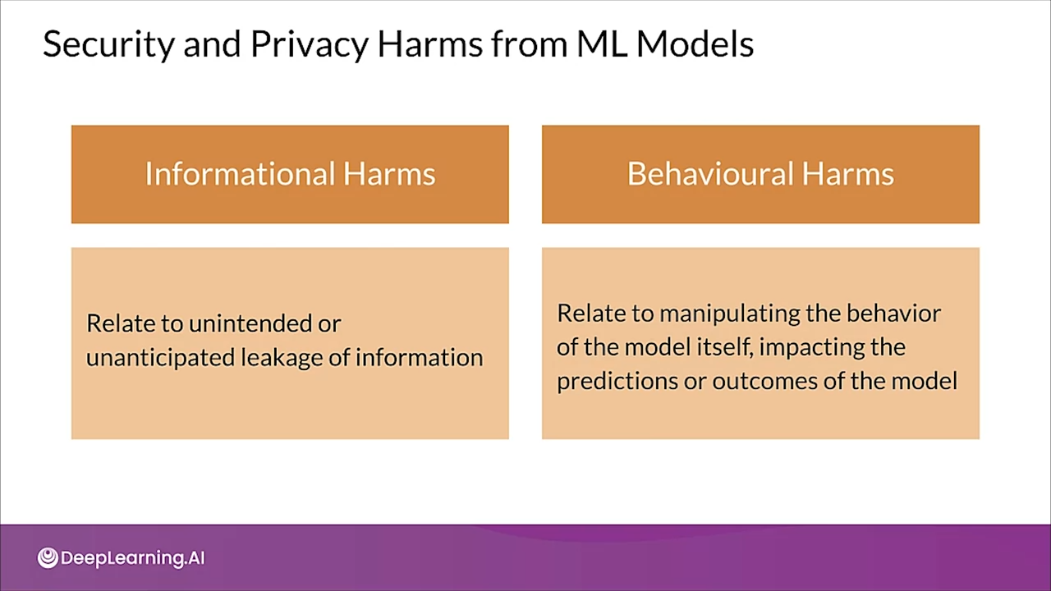 Security and Privacy Harms from ML Models
Informational Harms
Behavioural Harms
Relate to unintended or
unanticipated leakage of information
Relate to manipulating the behavior
of the model itself, impacting the
predictions or outcomes of the model
DeepLearning.AI